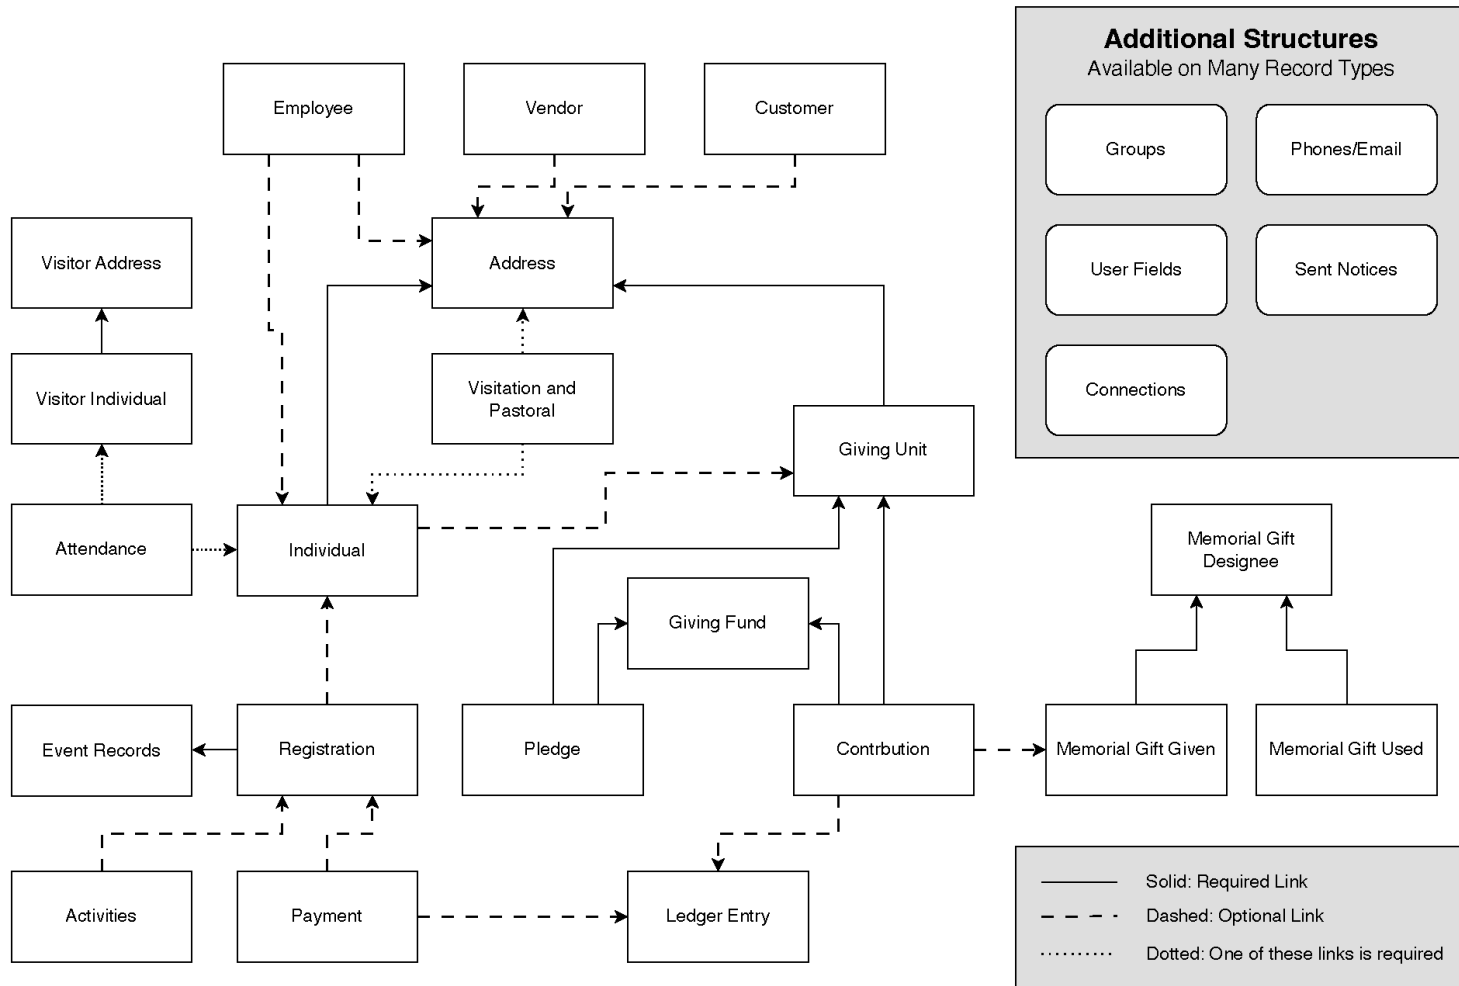 Additional Structures
Available on Many Record Types
Groups
Phones/Email
User Fields
Sent Notices
Connections
Employee
Vendor
Customer
Visitor Address
Address
Visitor Individual
Visitation and
Pastoral
Giving Unit
Attendance
Individual
Memorial Gift
Designee
Giving Fund
Event Records
Registration
Pledge
Contrbution
Memorial Gift Given
Memorial Gift Used
Activities
Payment
Ledger Entry
Solid: Required Link
Dashed: Optional Link
Dotted: One of these links is required